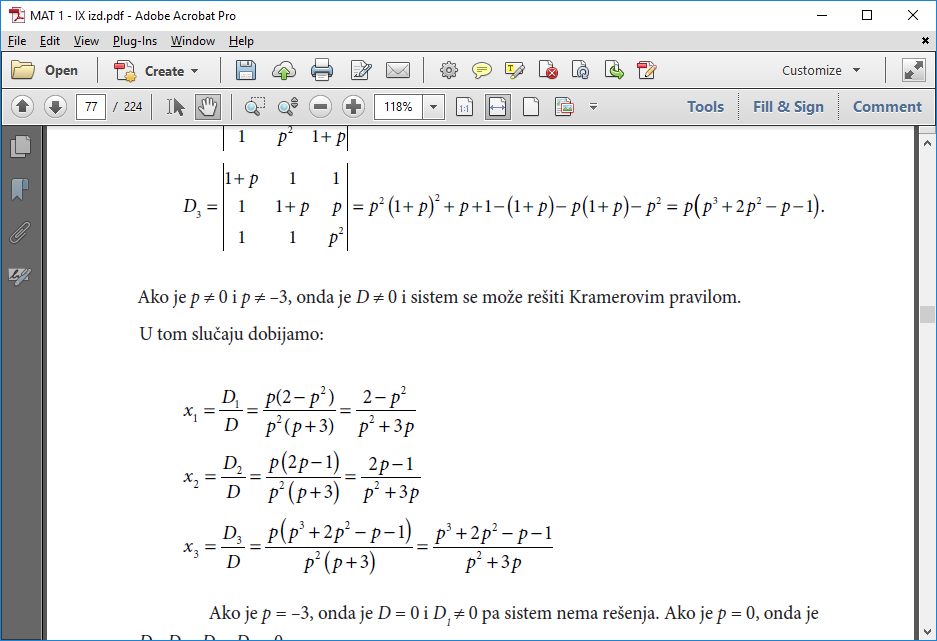 MAT 1 - IX izd.pdf - Adobe Acrobat Pro
File Edit View Plug-Ins Window Help
Open Create Customize
77 / 224 118% Tools Fill & Sign Comment
1 p² 1+ p
D₃ = | 1+ p 1 1 |
| 1 1+ p p | = p²(1+ p)² + p+1−(1+ p)− p(1+ p)− p² = p(p³ + 2p² − p −1).
| 1 1 p² |
Ako je p ≠ 0 i p ≠ –3, onda je D ≠ 0 i sistem se može rešiti Kramerovim pravilom.
U tom slučaju dobijamo:
x₁ = D₁/D = p(2− p²)/p²(p+3) = (2− p²)/(p² +3p)
x₂ = D₂/D = p(2p−1)/p²(p+3) = (2p−1)/(p² +3p)
x₃ = D₃/D = p(p³ +2p² − p−1)/p²(p+3) = (p³ +2p² − p−1)/(p² +3p)
Ako je p = –3, onda je D = 0 i D₁ ≠ 0 pa sistem nema rešenja. Ako je p = 0, onda je